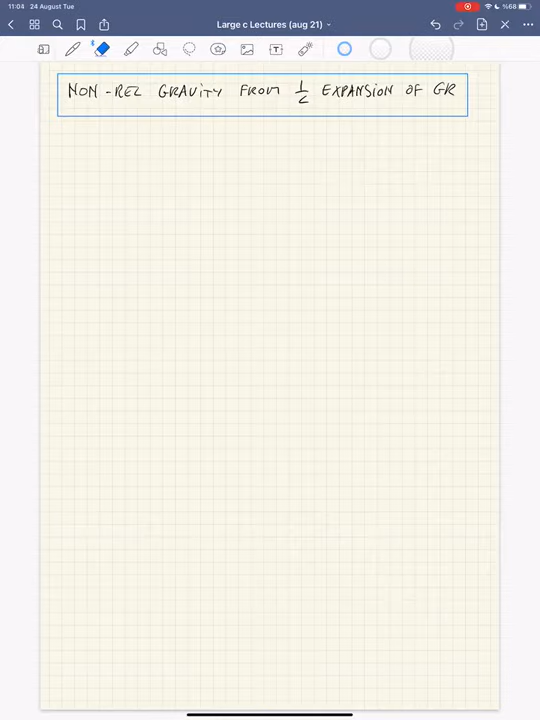 11:04 24 August Tue %68
Large c Lectures (aug 21)
T
NON-REL GRAVITY FROM 1/c EXPANSION OF GR